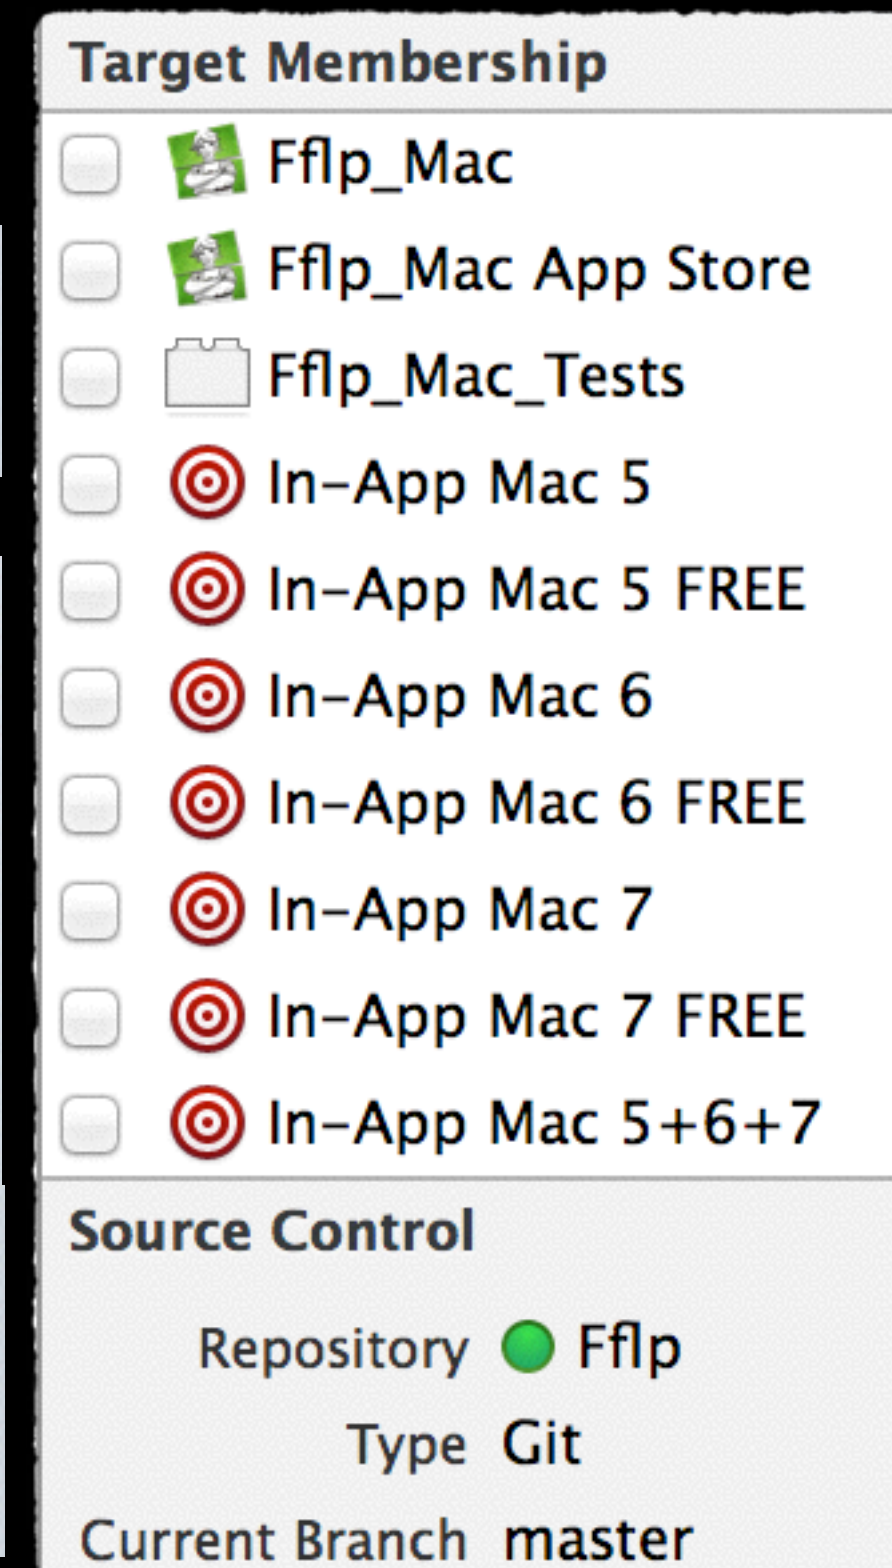 Target Membership
Fflp_Mac
Fflp_Mac App Store
Fflp_Mac_Tests
In-App Mac 5
In-App Mac 5 FREE
In-App Mac 6
In-App Mac 6 FREE
In-App Mac 7
In-App Mac 7 FREE
In-App Mac 5+6+7
Source Control
Repository Fflp
Type Git
Current Branch master